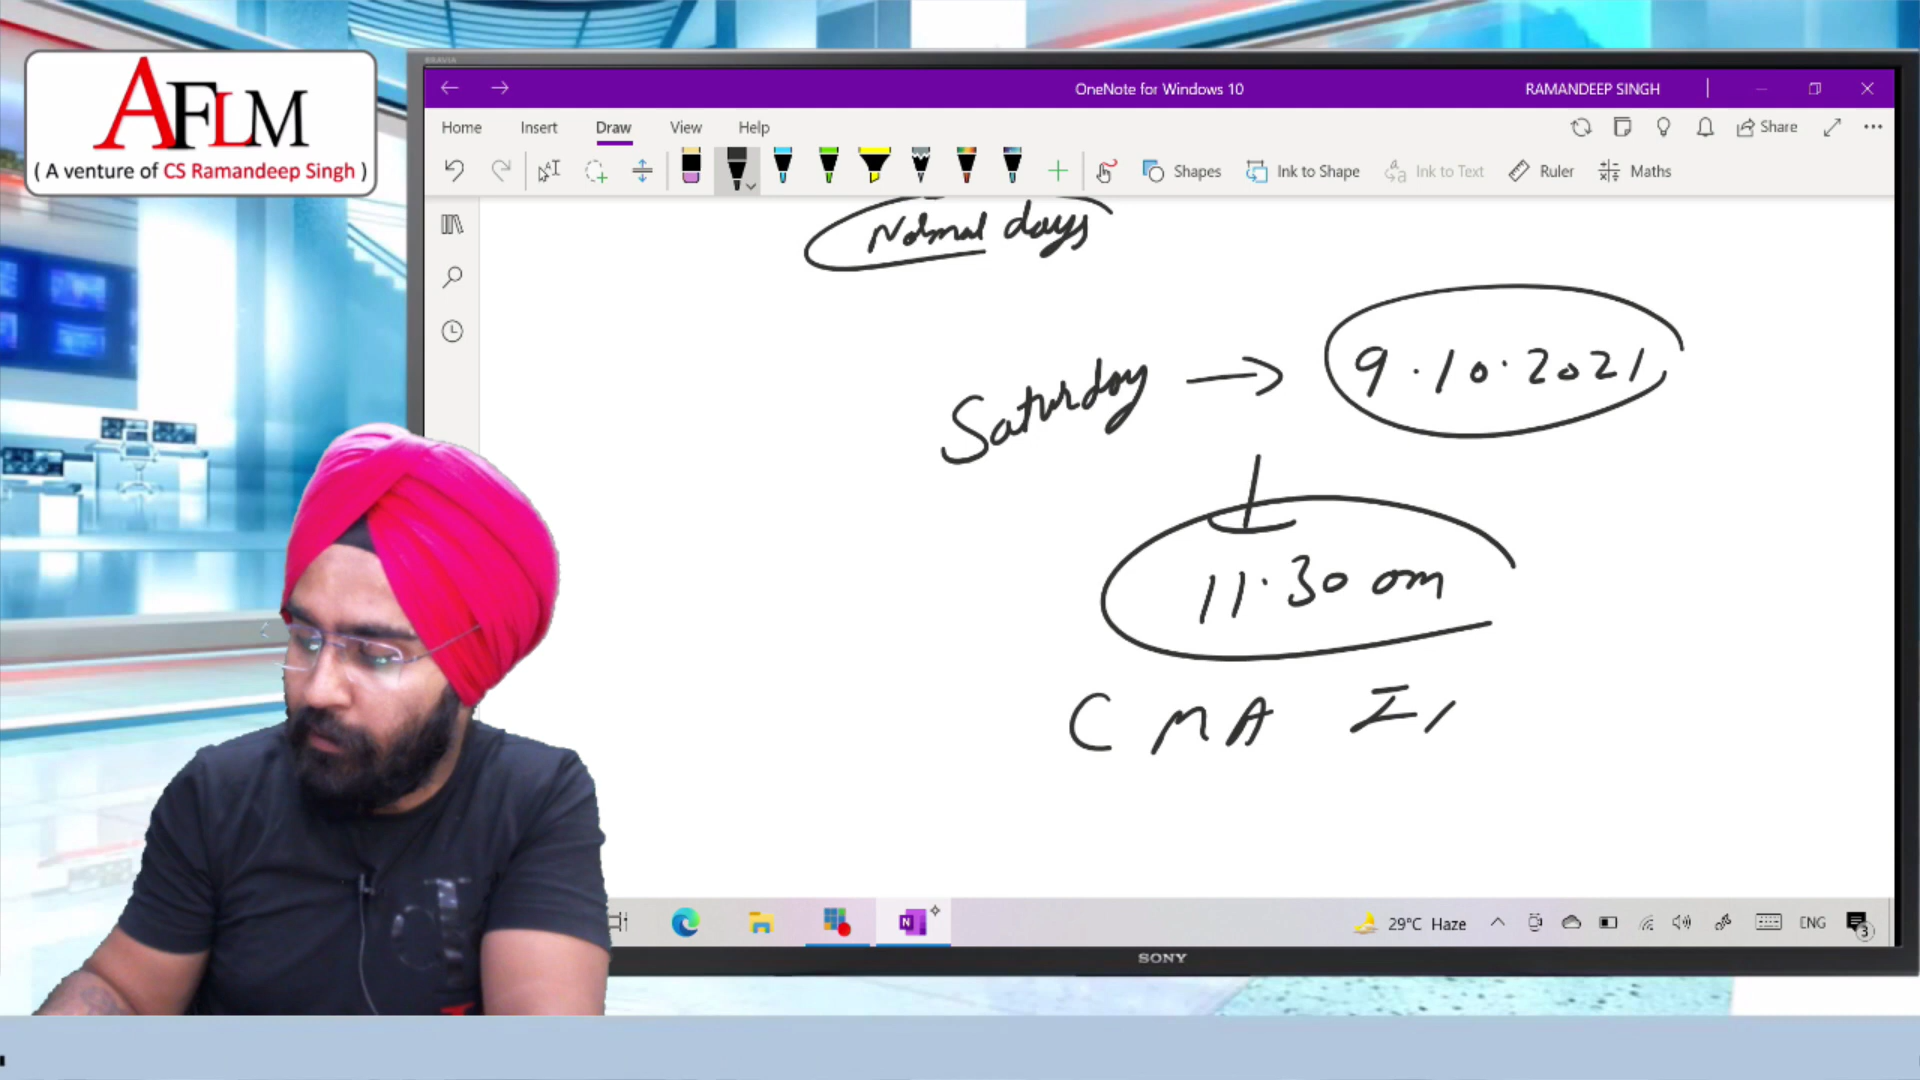 BRAVIA
AFLM
( A venture of CS Ramandeep Singh )
OneNote for Windows 10
RAMANDEEP SINGH
Home Insert Draw View Help
Share
Shapes
Ink to Shape
Ink to Text
Ruler
Maths
Normal days
Saturday → 9.10.2021
11.30 am
CMA
29°C Haze
ENG
3
SONY